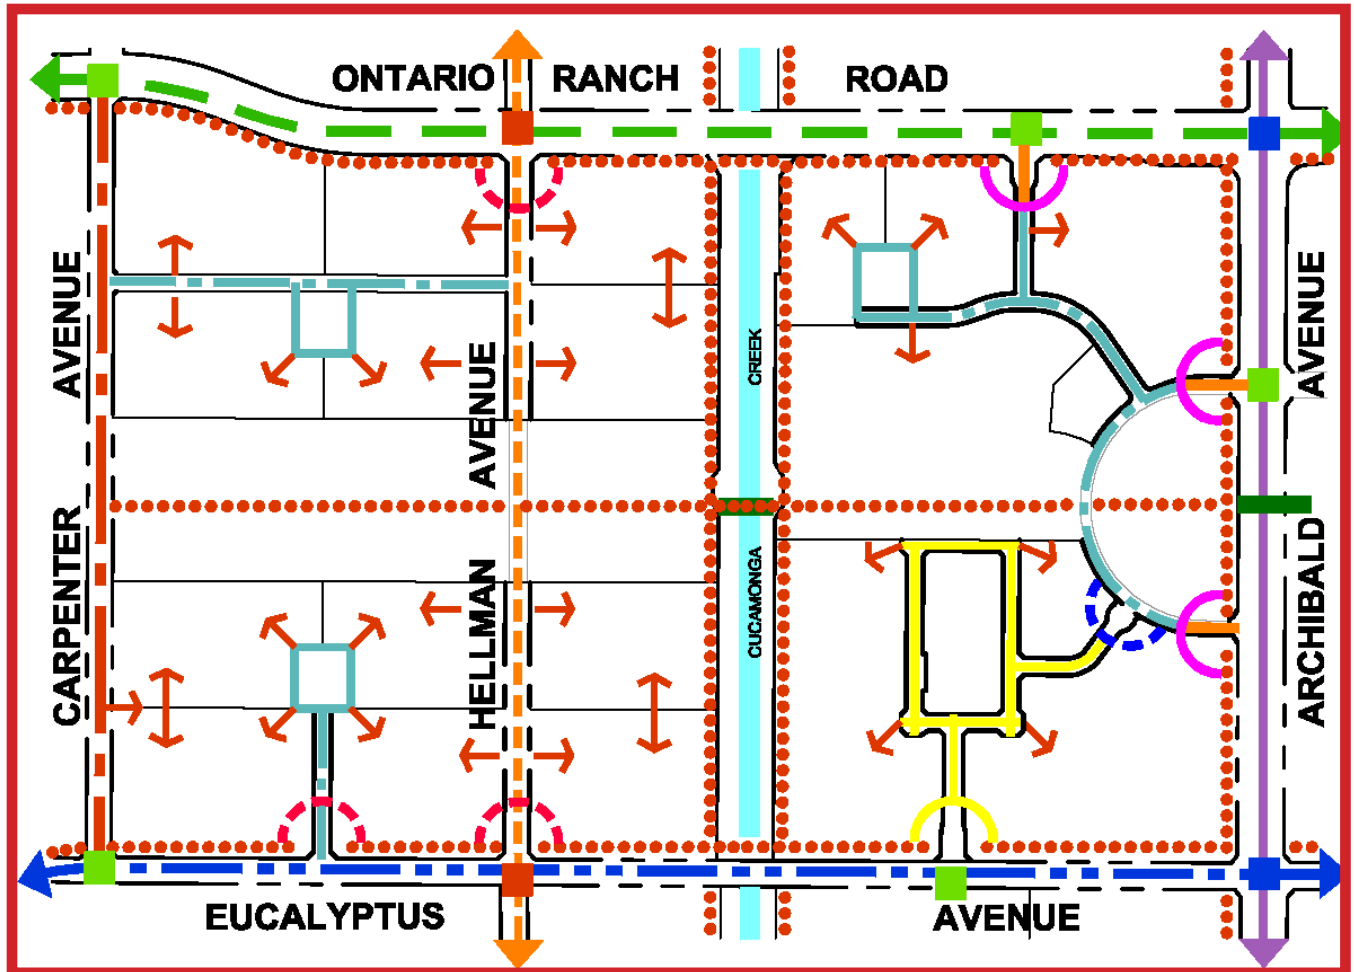 ONTARIO RANCH ROAD
AVENUE
CARPENTER
AVENUE
HELLMAN
CREEK
CUCAMONGA
AVENUE
ARCHIBALD
EUCALYPTUS AVENUE